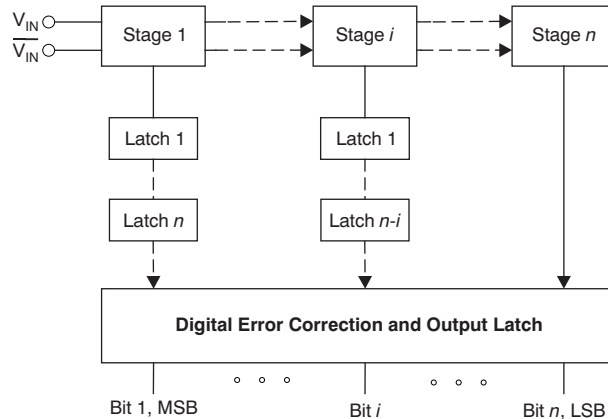 V_IN
Stage 1
Stage i
Stage n
V̅_I̅N̅
Latch 1
Latch 1
Latch n
Latch n-i
Digital Error Correction and Output Latch
Bit 1, MSB
Bit i
Bit n, LSB